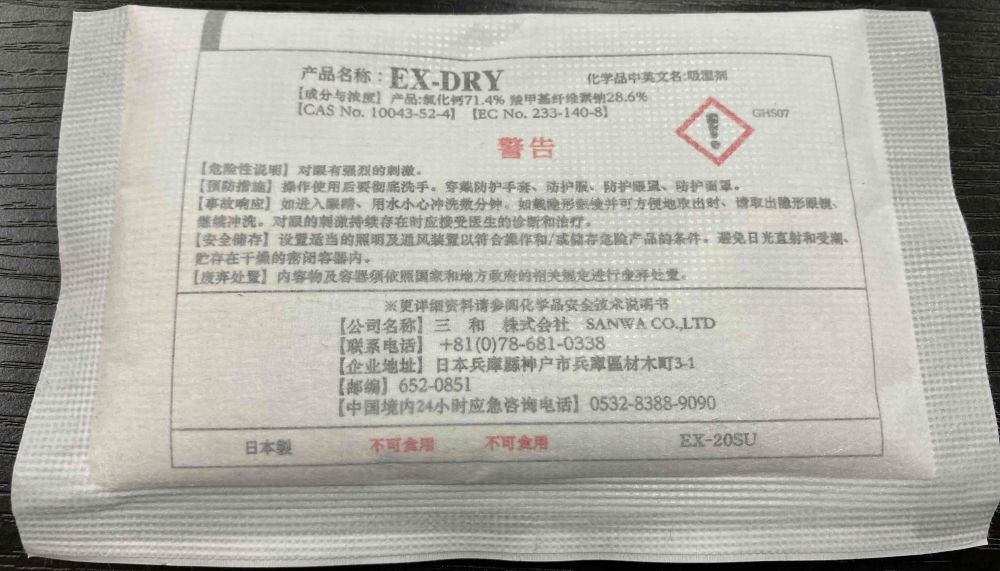 产品名称：EX-DRY 化学品中英文名:吸湿剂
【成分与浓度】产品:氯化钙71.4% 羧甲基纤维素钠28.6%
【CAS No. 10043-52-4】【EC No. 233-140-8】
GHS07
警告
【危险性说明】对眼有强烈的刺激。
【预防措施】操作使用后要彻底洗手。穿戴防护手套、动护服、防护眼罩、动护面罩。
【事故响应】如进入眼睛、用水小心冲洗数分钟。如戴隐形眼镜并可方便地取出时、请取出隐形眼镜。
继续冲洗。对眼的刺激持续存在时应接受医生的诊断和治疗。
【安全储存】设置适当的照明及通风装置以符合操作和/或储存危险产品的条件。避免日光直射和受潮、
贮存在干燥的密闭容器内。
【废弃处置】内容物及容器须依照国家和地方政府的相关规定进行废弃处置。
※更详细资料请参阅化学品安全技术说明书
【公司名称】三 和 株式会社 SANWA CO.,LTD
【联系电话】 +81(0)78-681-0338
【企业地址】日本兵庫縣神户市兵庫區材木町3-1
【邮编】652-0851
【中国境内24小时应急咨询电话】0532-8388-9090
日本製 不可食用 不可食用 EX-20SU